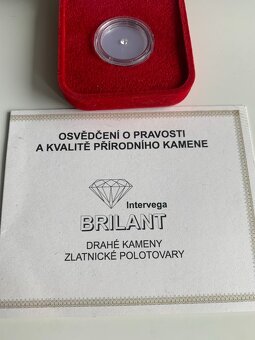 OSVĚDČENÍ O PRAVOSTI
A KVALITĚ PŘÍRODNÍHO KAMENE
Intervega
BRILANT
DRAHÉ KAMENY
ZLATNICKÉ POLOTOVARY